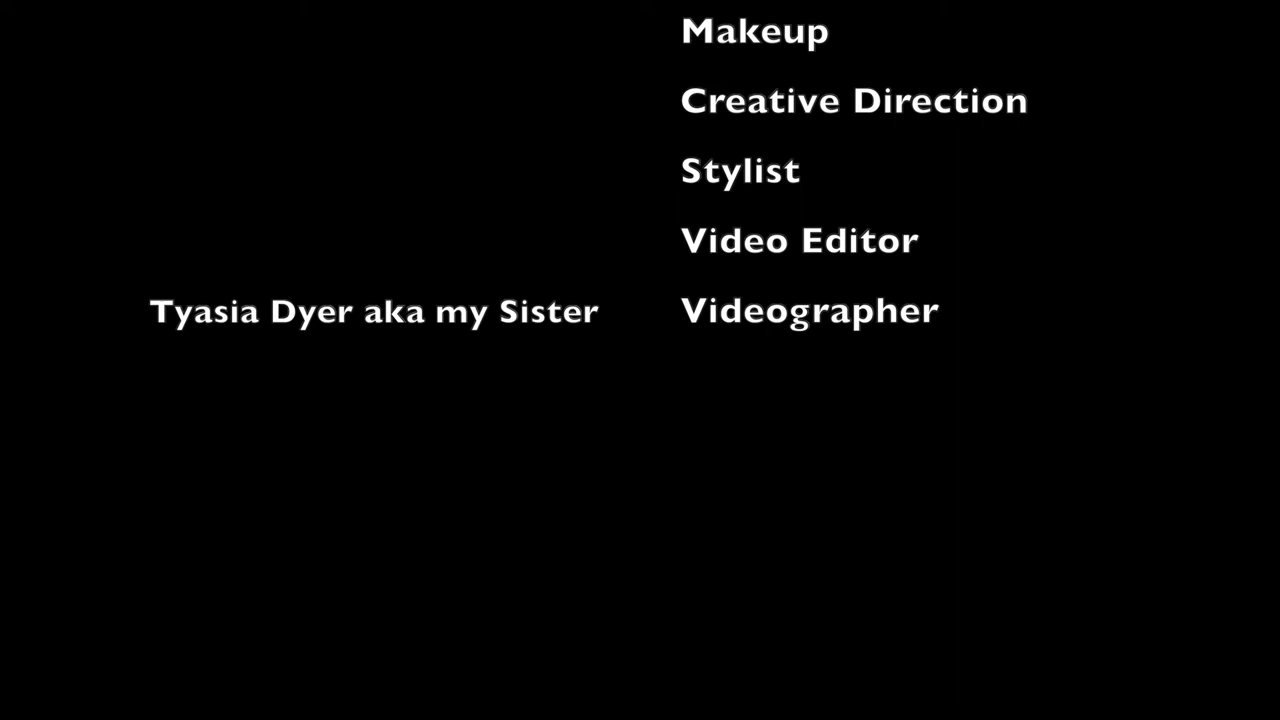 Makeup
Creative Direction
Stylist
Video Editor
Tyasia Dyer aka my Sister Videographer